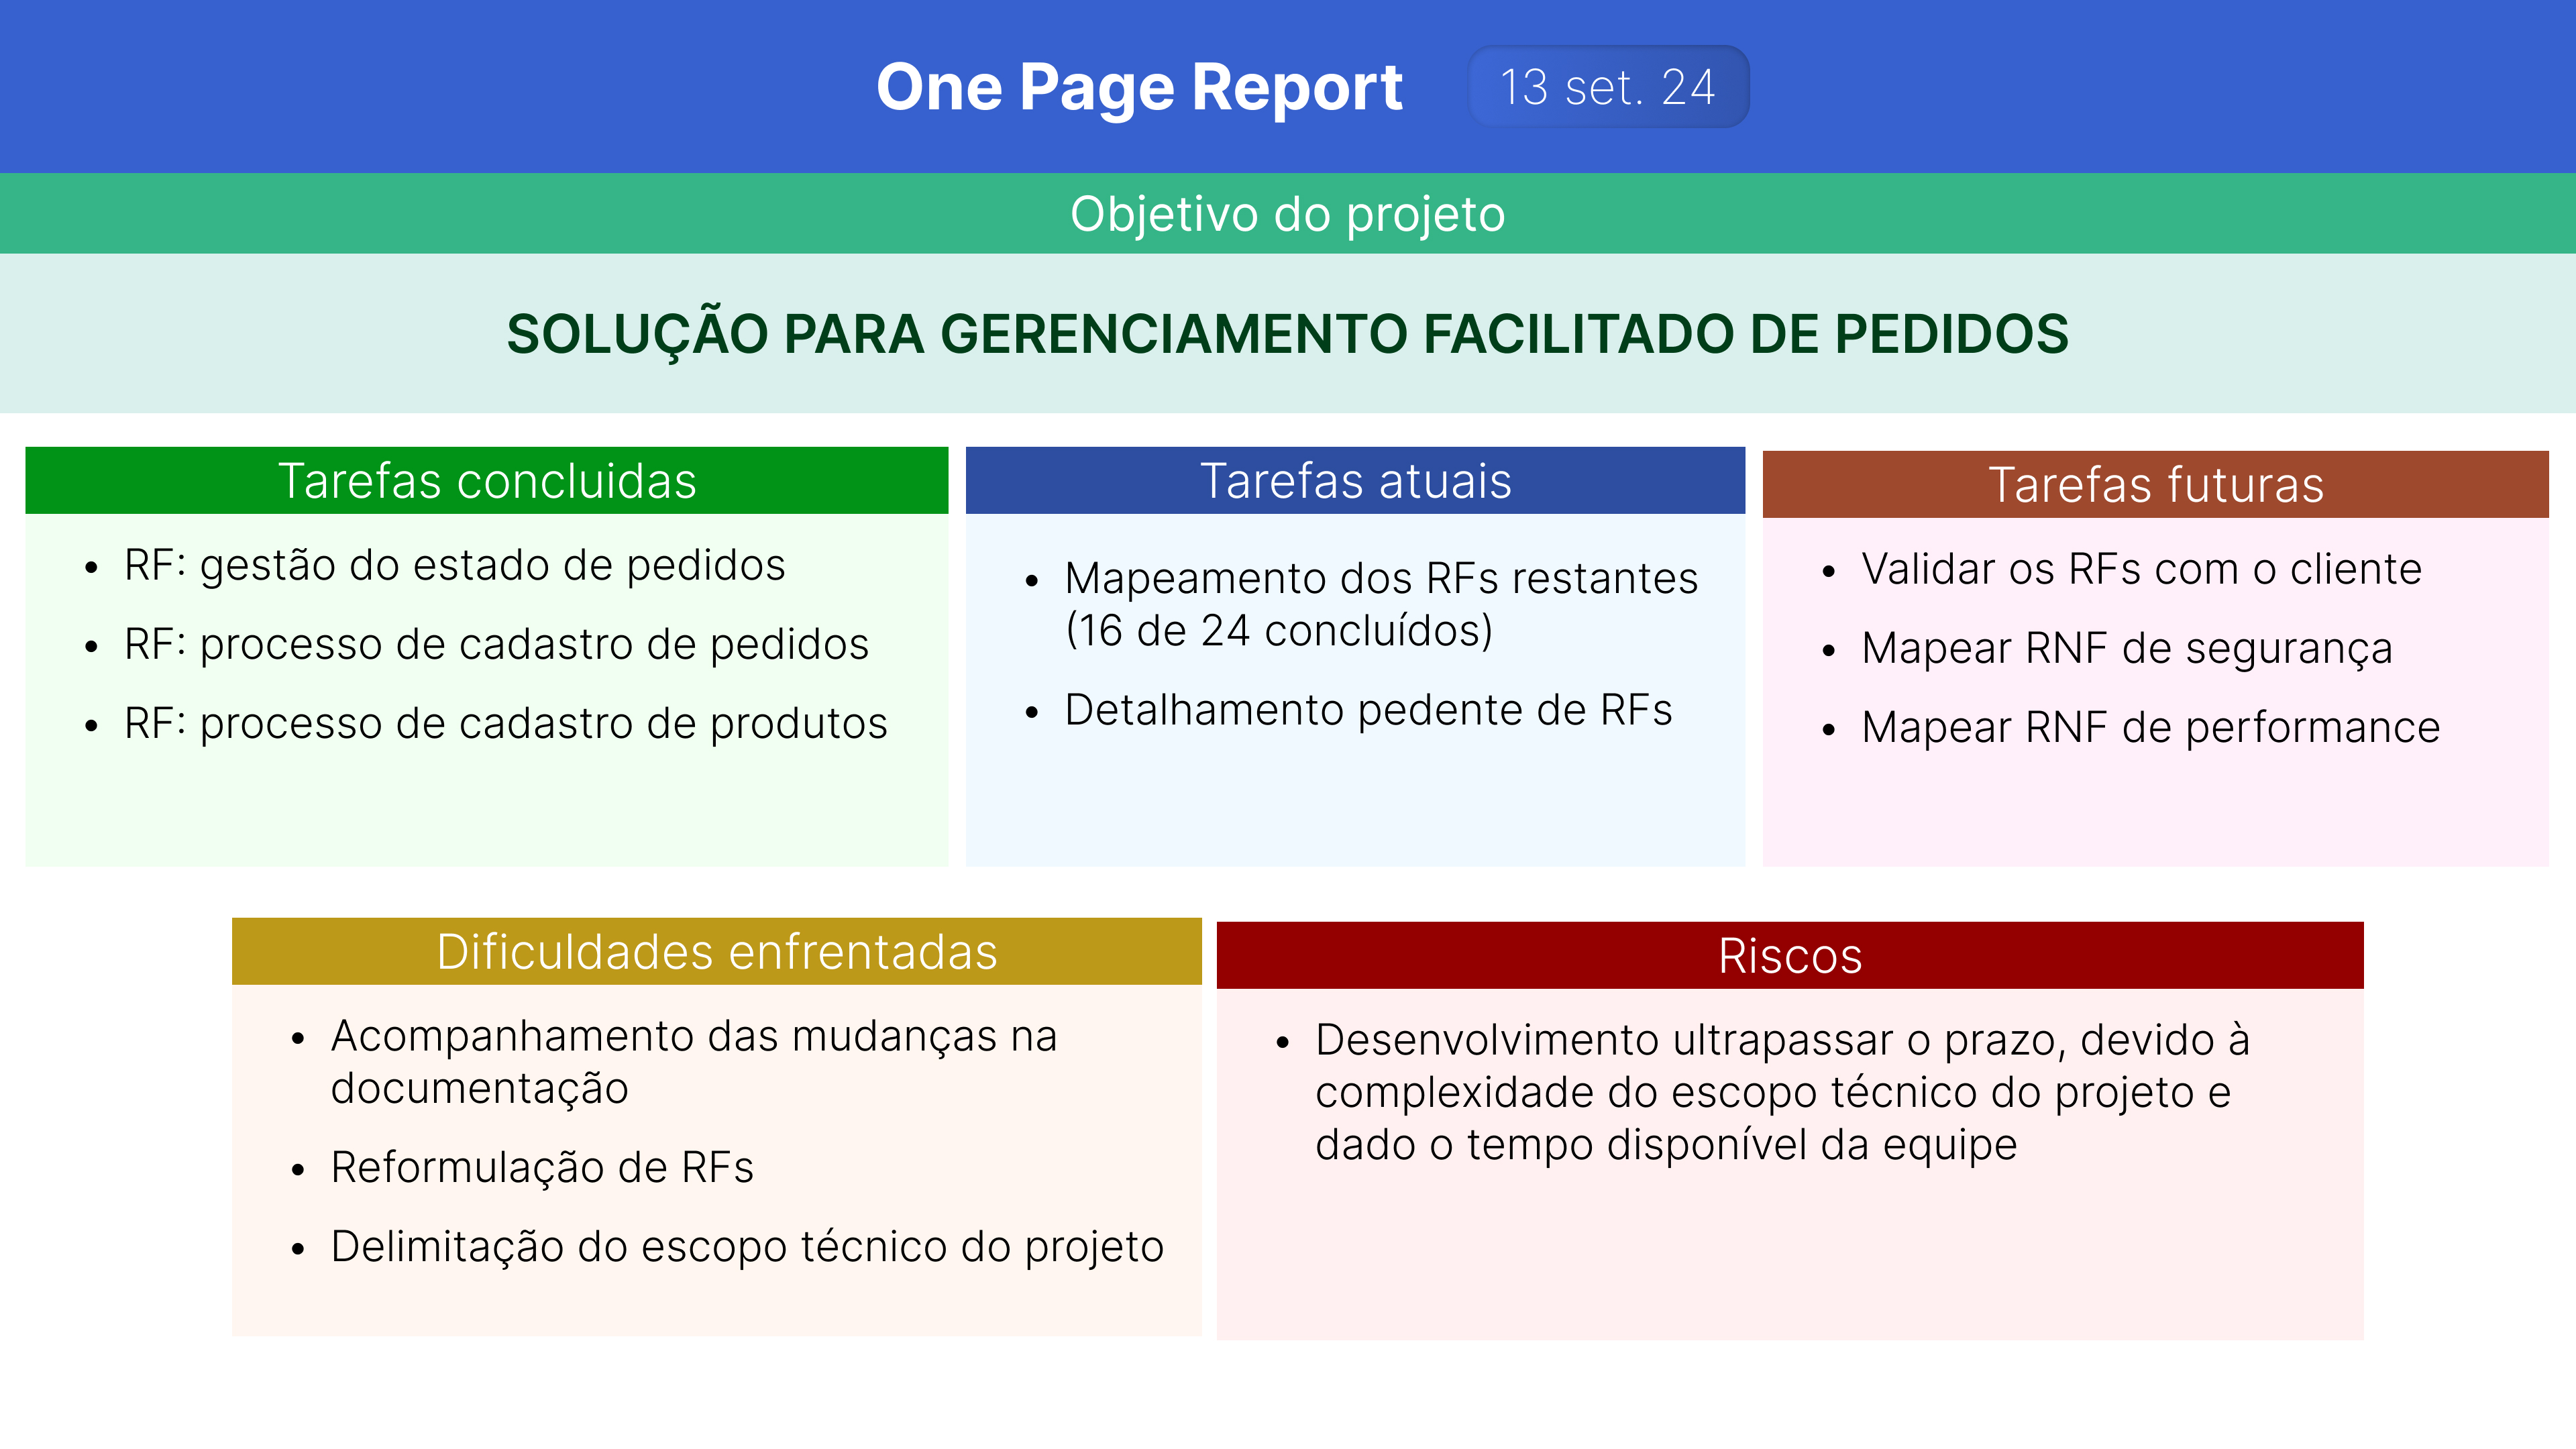 One Page Report
13 set. 24
Objetivo do projeto
SOLUÇÃO PARA GERENCIAMENTO FACILITADO DE PEDIDOS
Tarefas concluidas
• RF: gestão do estado de pedidos
• RF: processo de cadastro de pedidos
• RF: processo de cadastro de produtos
Tarefas atuais
• Mapeamento dos RFs restantes
(16 de 24 concluídos)
• Detalhamento pedente de RFs
Tarefas futuras
• Validar os RFs com o cliente
• Mapear RNF de segurança
• Mapear RNF de performance
Dificuldades enfrentadas
• Acompanhamento das mudanças na
documentação
• Reformulação de RFs
• Delimitação do escopo técnico do projeto
Riscos
• Desenvolvimento ultrapassar o prazo, devido à
complexidade do escopo técnico do projeto e
dado o tempo disponível da equipe